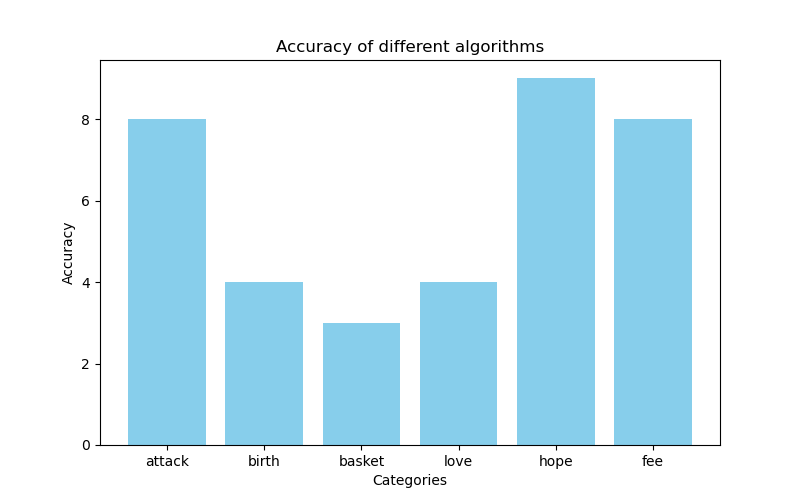 Accuracy of different algorithms
8
6
4
2
0
Accuracy
attack birth basket love hope fee
Categories